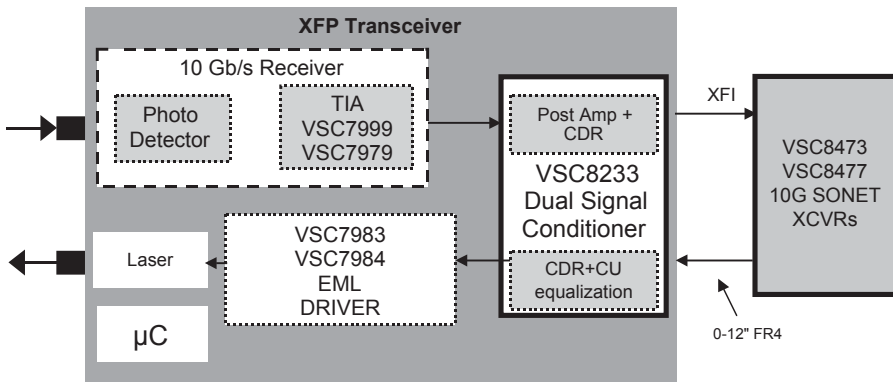 XFP Transceiver
10 Gb/s Receiver
Photo
Detector
TIA
VSC7999
VSC7979
Post Amp +
CDR
VSC8233
Dual Signal
Conditioner
CDR+CU
equalization
XFI
VSC8473
VSC8477
10G SONET
XCVRs
Laser
VSC7983
VSC7984
EML
DRIVER
µC
0-12" FR4